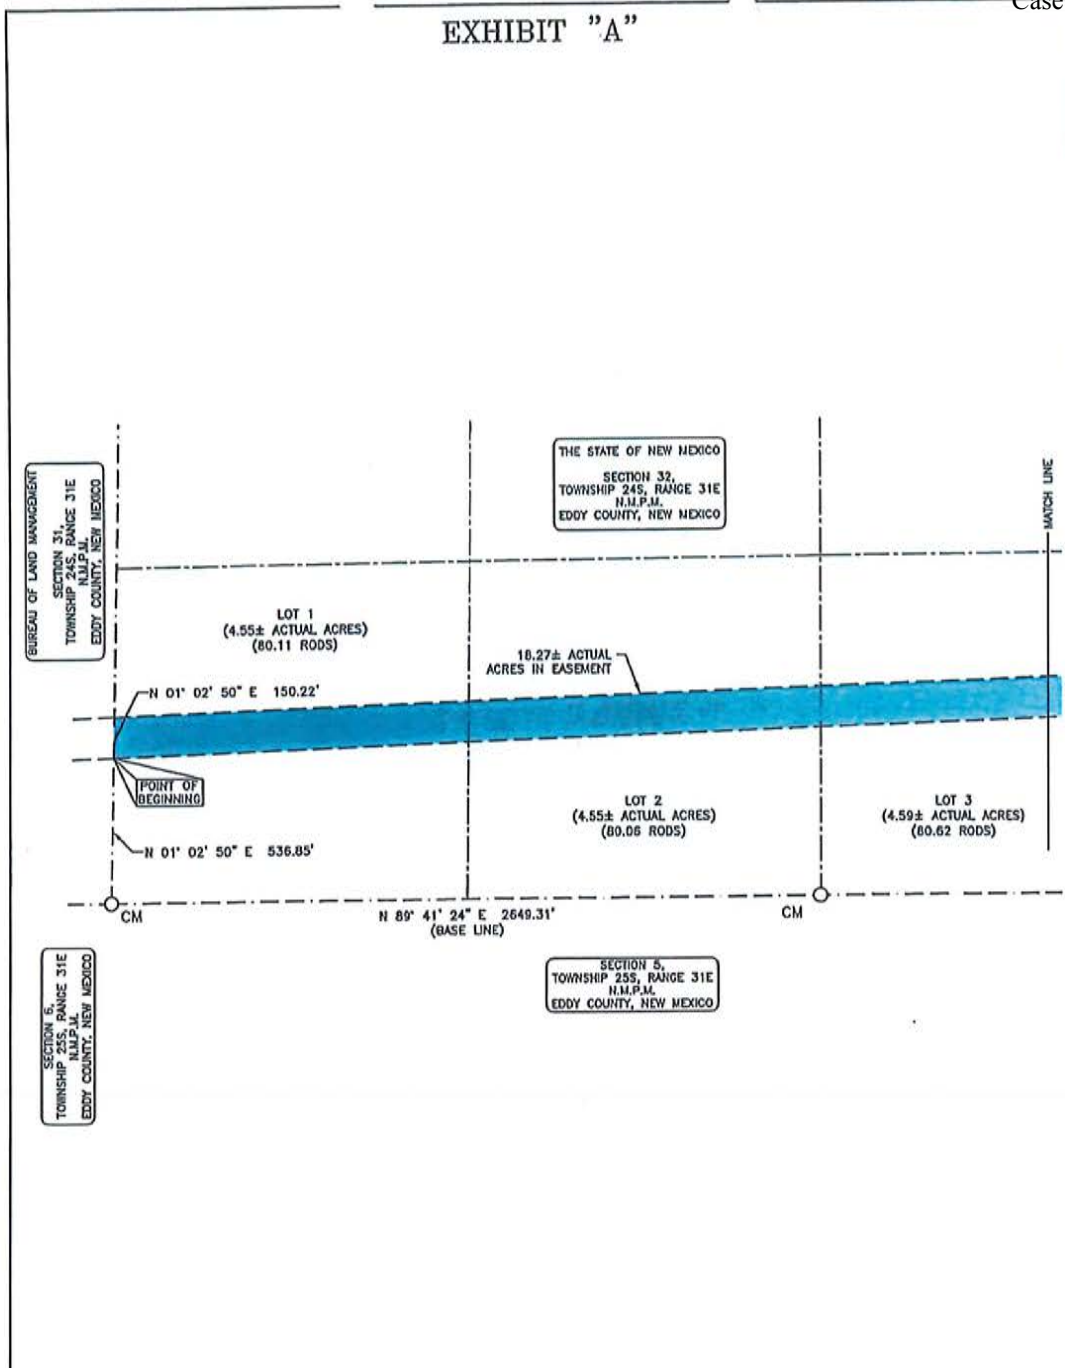 Case
EXHIBIT "A"
THE STATE OF NEW MEXICO
SECTION 32,
TOWNSHIP 24S, RANGE 31E
N.M.P.M.
EDDY COUNTY, NEW MEXICO
BUREAU OF LAND MANAGEMENT
SECTION 31,
TOWNSHIP 24S, RANGE 31E
N.M.P.M.
EDDY COUNTY, NEW MEXICO
MATCH LINE
LOT 1
(4.55± ACTUAL ACRES)
(80.11 RODS)
18.27± ACTUAL
ACRES IN EASEMENT
N 01° 02' 50" E 150.22'
POINT OF
BEGINNING
LOT 2
(4.55± ACTUAL ACRES)
(80.06 RODS)
LOT 3
(4.59± ACTUAL ACRES)
(80.62 RODS)
N 01° 02' 50" E 536.85'
CM
N 89° 41' 24" E 2649.31'
(BASE LINE)
CM
SECTION 6,
TOWNSHIP 25S, RANGE 31E
N.M.P.M.
EDDY COUNTY, NEW MEXICO
SECTION 5,
TOWNSHIP 25S, RANGE 31E
N.M.P.M.
EDDY COUNTY, NEW MEXICO